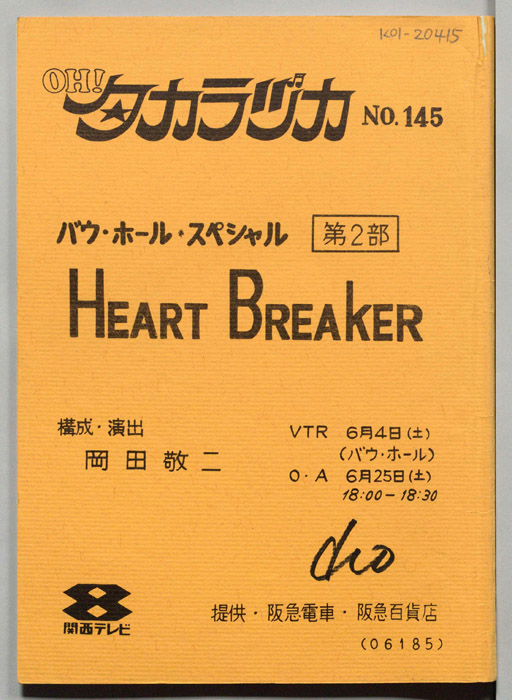 K01-20415
OH!
タカラヅカ NO.145
バウ・ホール・スペシャル 第2部
HEART BREAKER
構成・演出
岡田敬二
VTR 6月4日(土)
(バウ・ホール)
O・A 6月25日(土)
18:00-18:30
8
関西テレビ
提供・阪急電車・阪急百貨店
(06185)